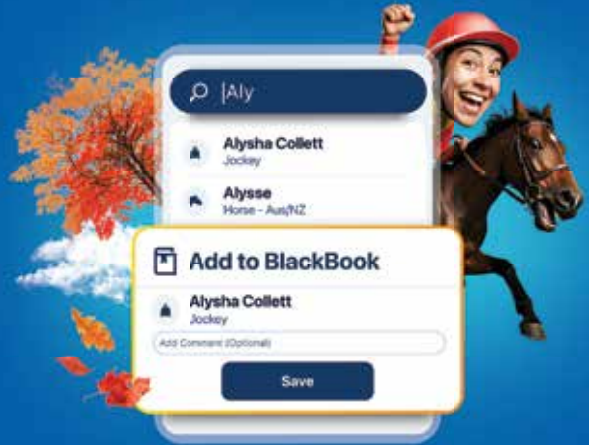 Aly
Alysha Collett
Jockey
Alysse
Horse - Aus/NZ
Add to BlackBook
Alysha Collett
Jockey
Add Comment (Optional)
Save